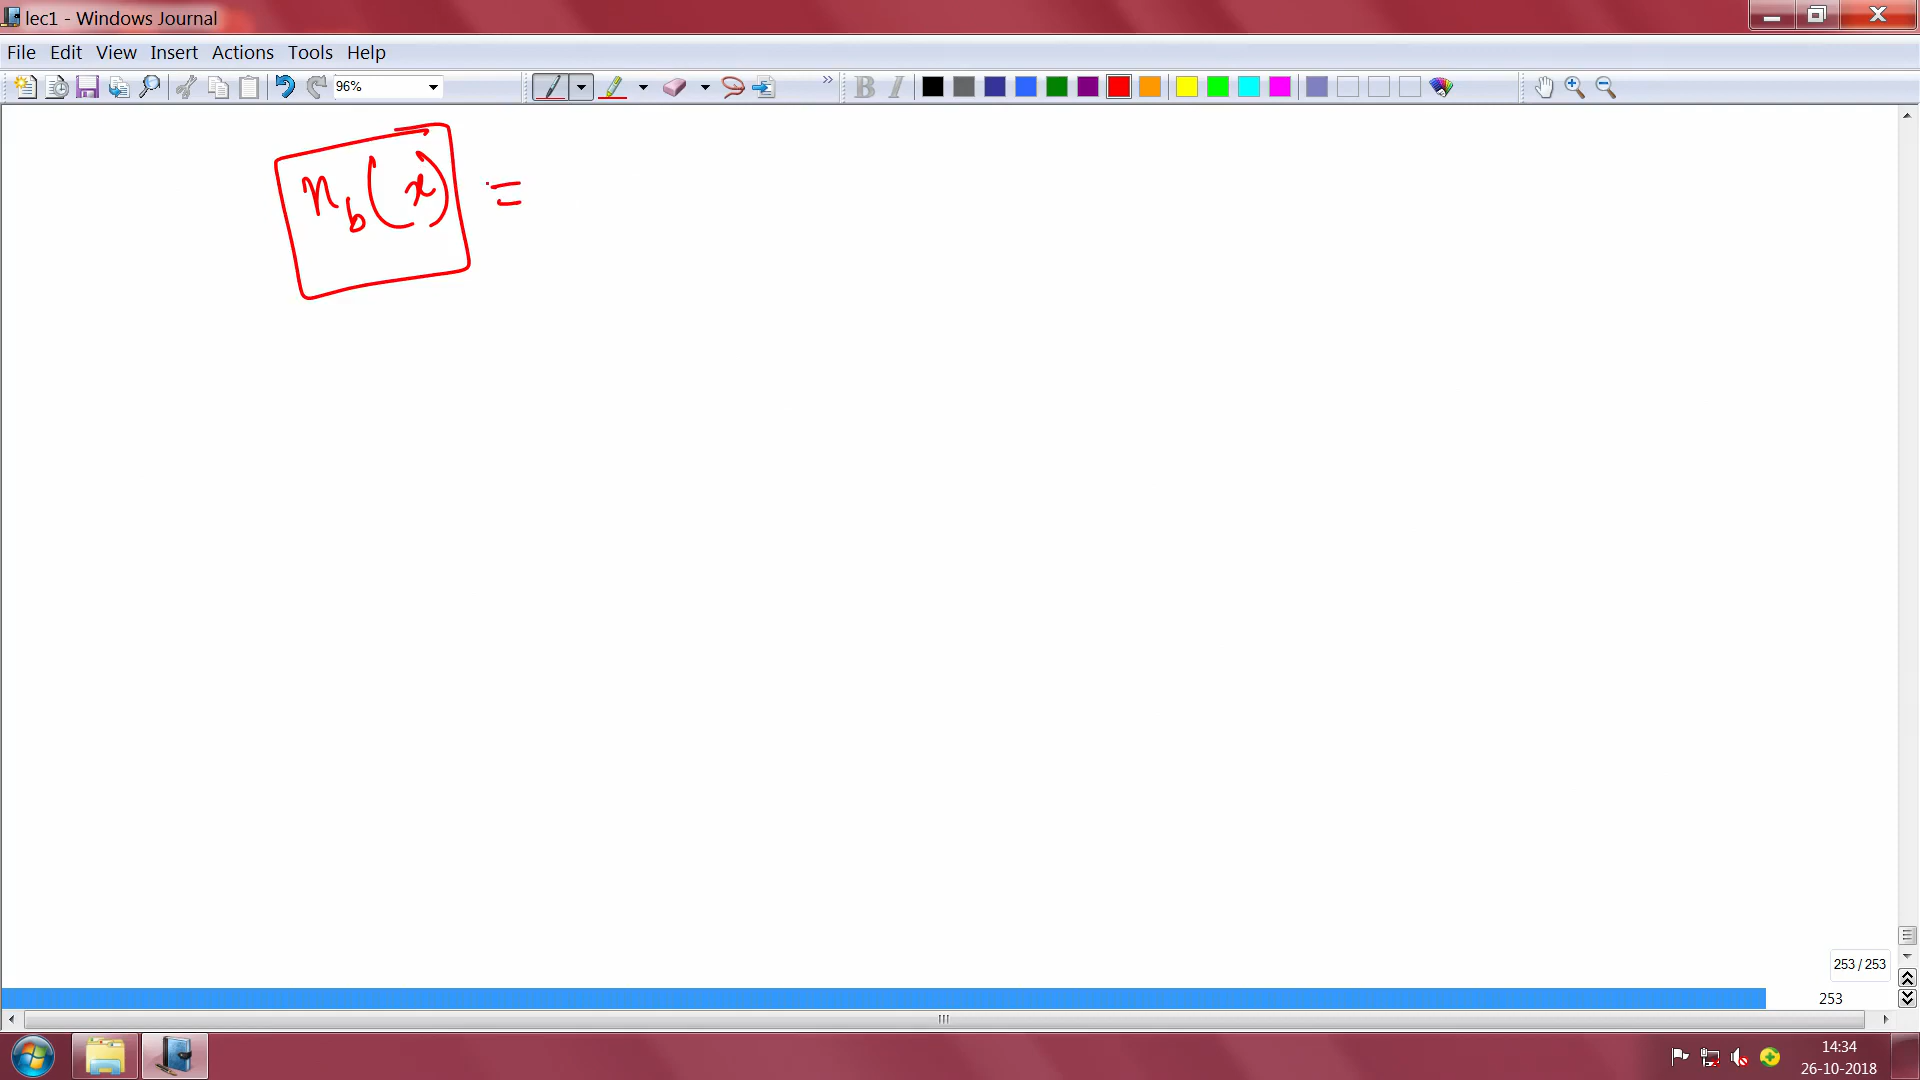 lec1 - Windows Journal
File Edit View Insert Actions Tools Help
96% » B I
n_b(x) =
253 / 253
253
14:34
26-10-2018